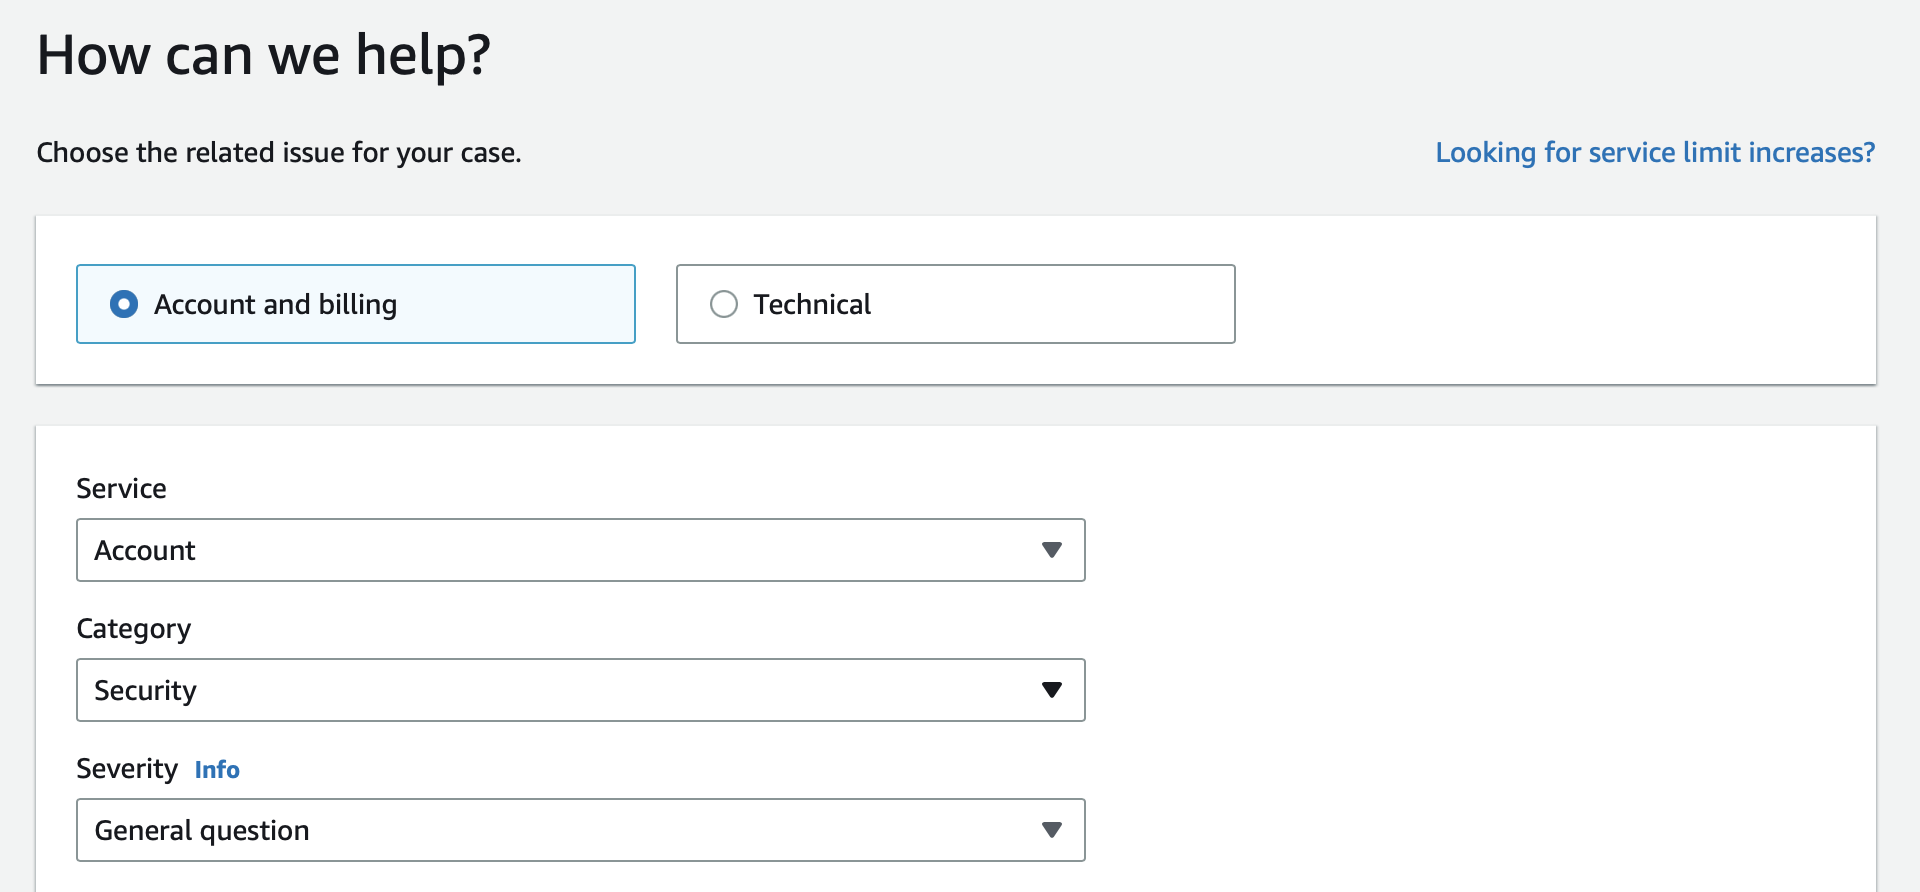 How can we help?
Choose the related issue for your case.
Looking for service limit increases?
Account and billing
Technical
Service
Account
Category
Security
Severity Info
General question